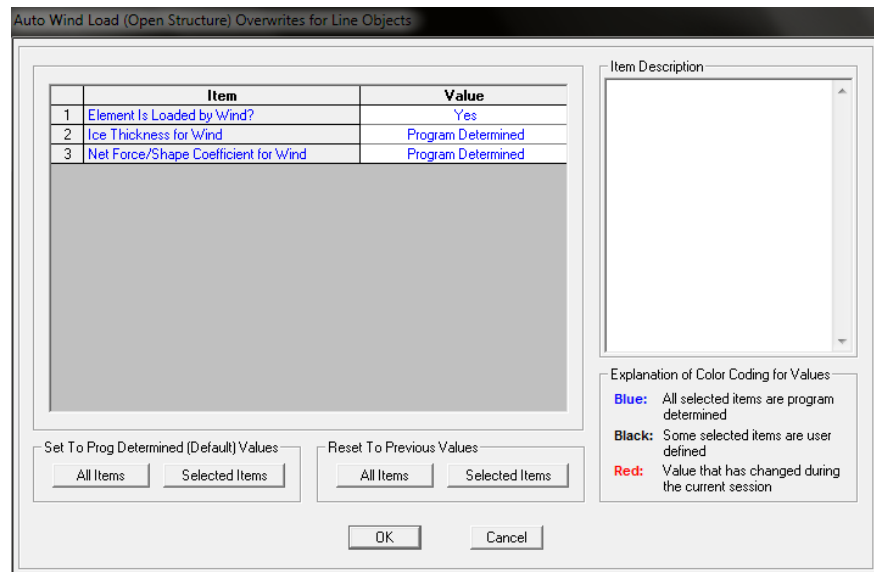 Auto Wind Load (Open Structure) Overwrites for Line Objects
Item Value
1 Element Is Loaded by Wind? Yes
2 Ice Thickness for Wind Program Determined
3 Net Force/Shape Coefficient for Wind Program Determined
Item Description
Explanation of Color Coding for Values
Blue: All selected items are program
determined
Black: Some selected items are user
defined
Red: Value that has changed during
the current session
Set To Prog Determined (Default) Values
All Items Selected Items
Reset To Previous Values
All Items Selected Items
OK Cancel